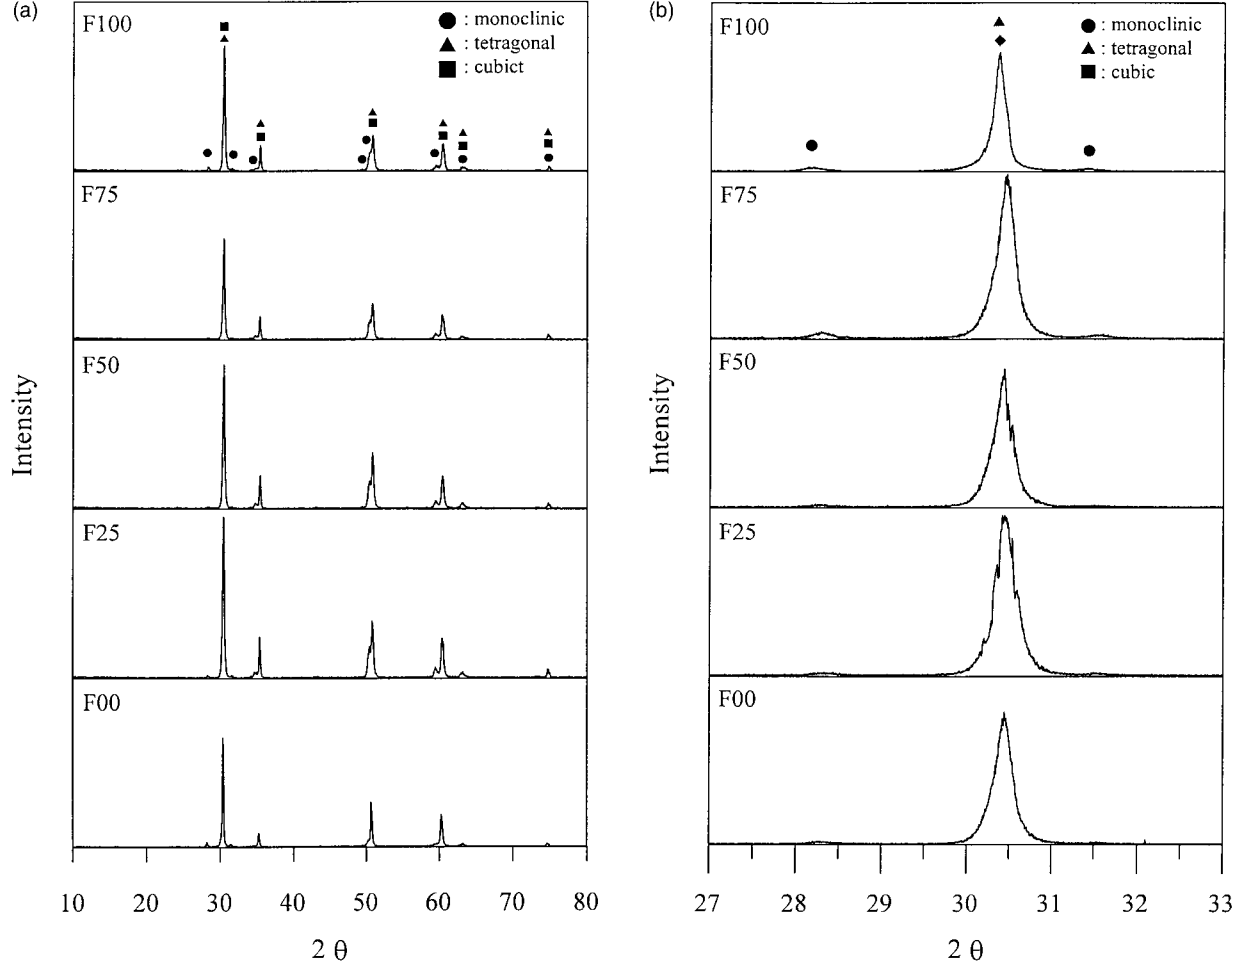 (a)
F100
● : monoclinic
▲ : tetragonal
■ : cubict
F75
F50
F25
F00
Intensity
10 20 30 40 50 60 70 80
2 θ
(b)
F100
● : monoclinic
▲ : tetragonal
■ : cubic
F75
F50
F25
F00
Intensity
27 28 29 30 31 32 33
2 θ